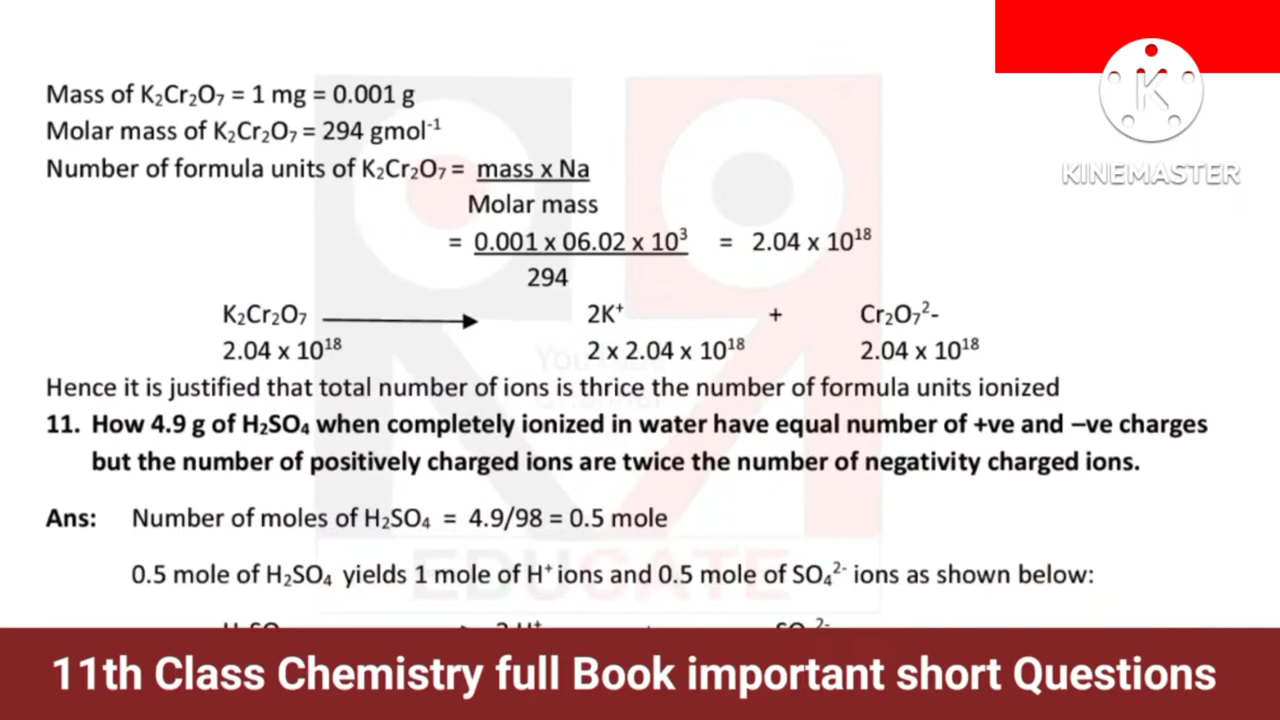 Mass of K₂Cr₂O₇ = 1 mg = 0.001 g
Molar mass of K₂Cr₂O₇ = 294 gmol⁻¹
KINEMASTER
Number of formula units of K₂Cr₂O₇ = mass x Na
Molar mass
= 0.001 x 06.02 x 10³ = 2.04 x 10¹⁸
294
K₂Cr₂O₇ ⟶ 2K⁺ + Cr₂O₇²-
2.04 x 10¹⁸ 2 x 2.04 x 10¹⁸ 2.04 x 10¹⁸
Hence it is justified that total number of ions is thrice the number of formula units ionized
11. How 4.9 g of H₂SO₄ when completely ionized in water have equal number of +ve and –ve charges
but the number of positively charged ions are twice the number of negativity charged ions.
Ans: Number of moles of H₂SO₄ = 4.9/98 = 0.5 mole
EDUGATE
0.5 mole of H₂SO₄ yields 1 mole of H⁺ ions and 0.5 mole of SO₄²⁻ ions as shown below:
11th Class Chemistry full Book important short Questions